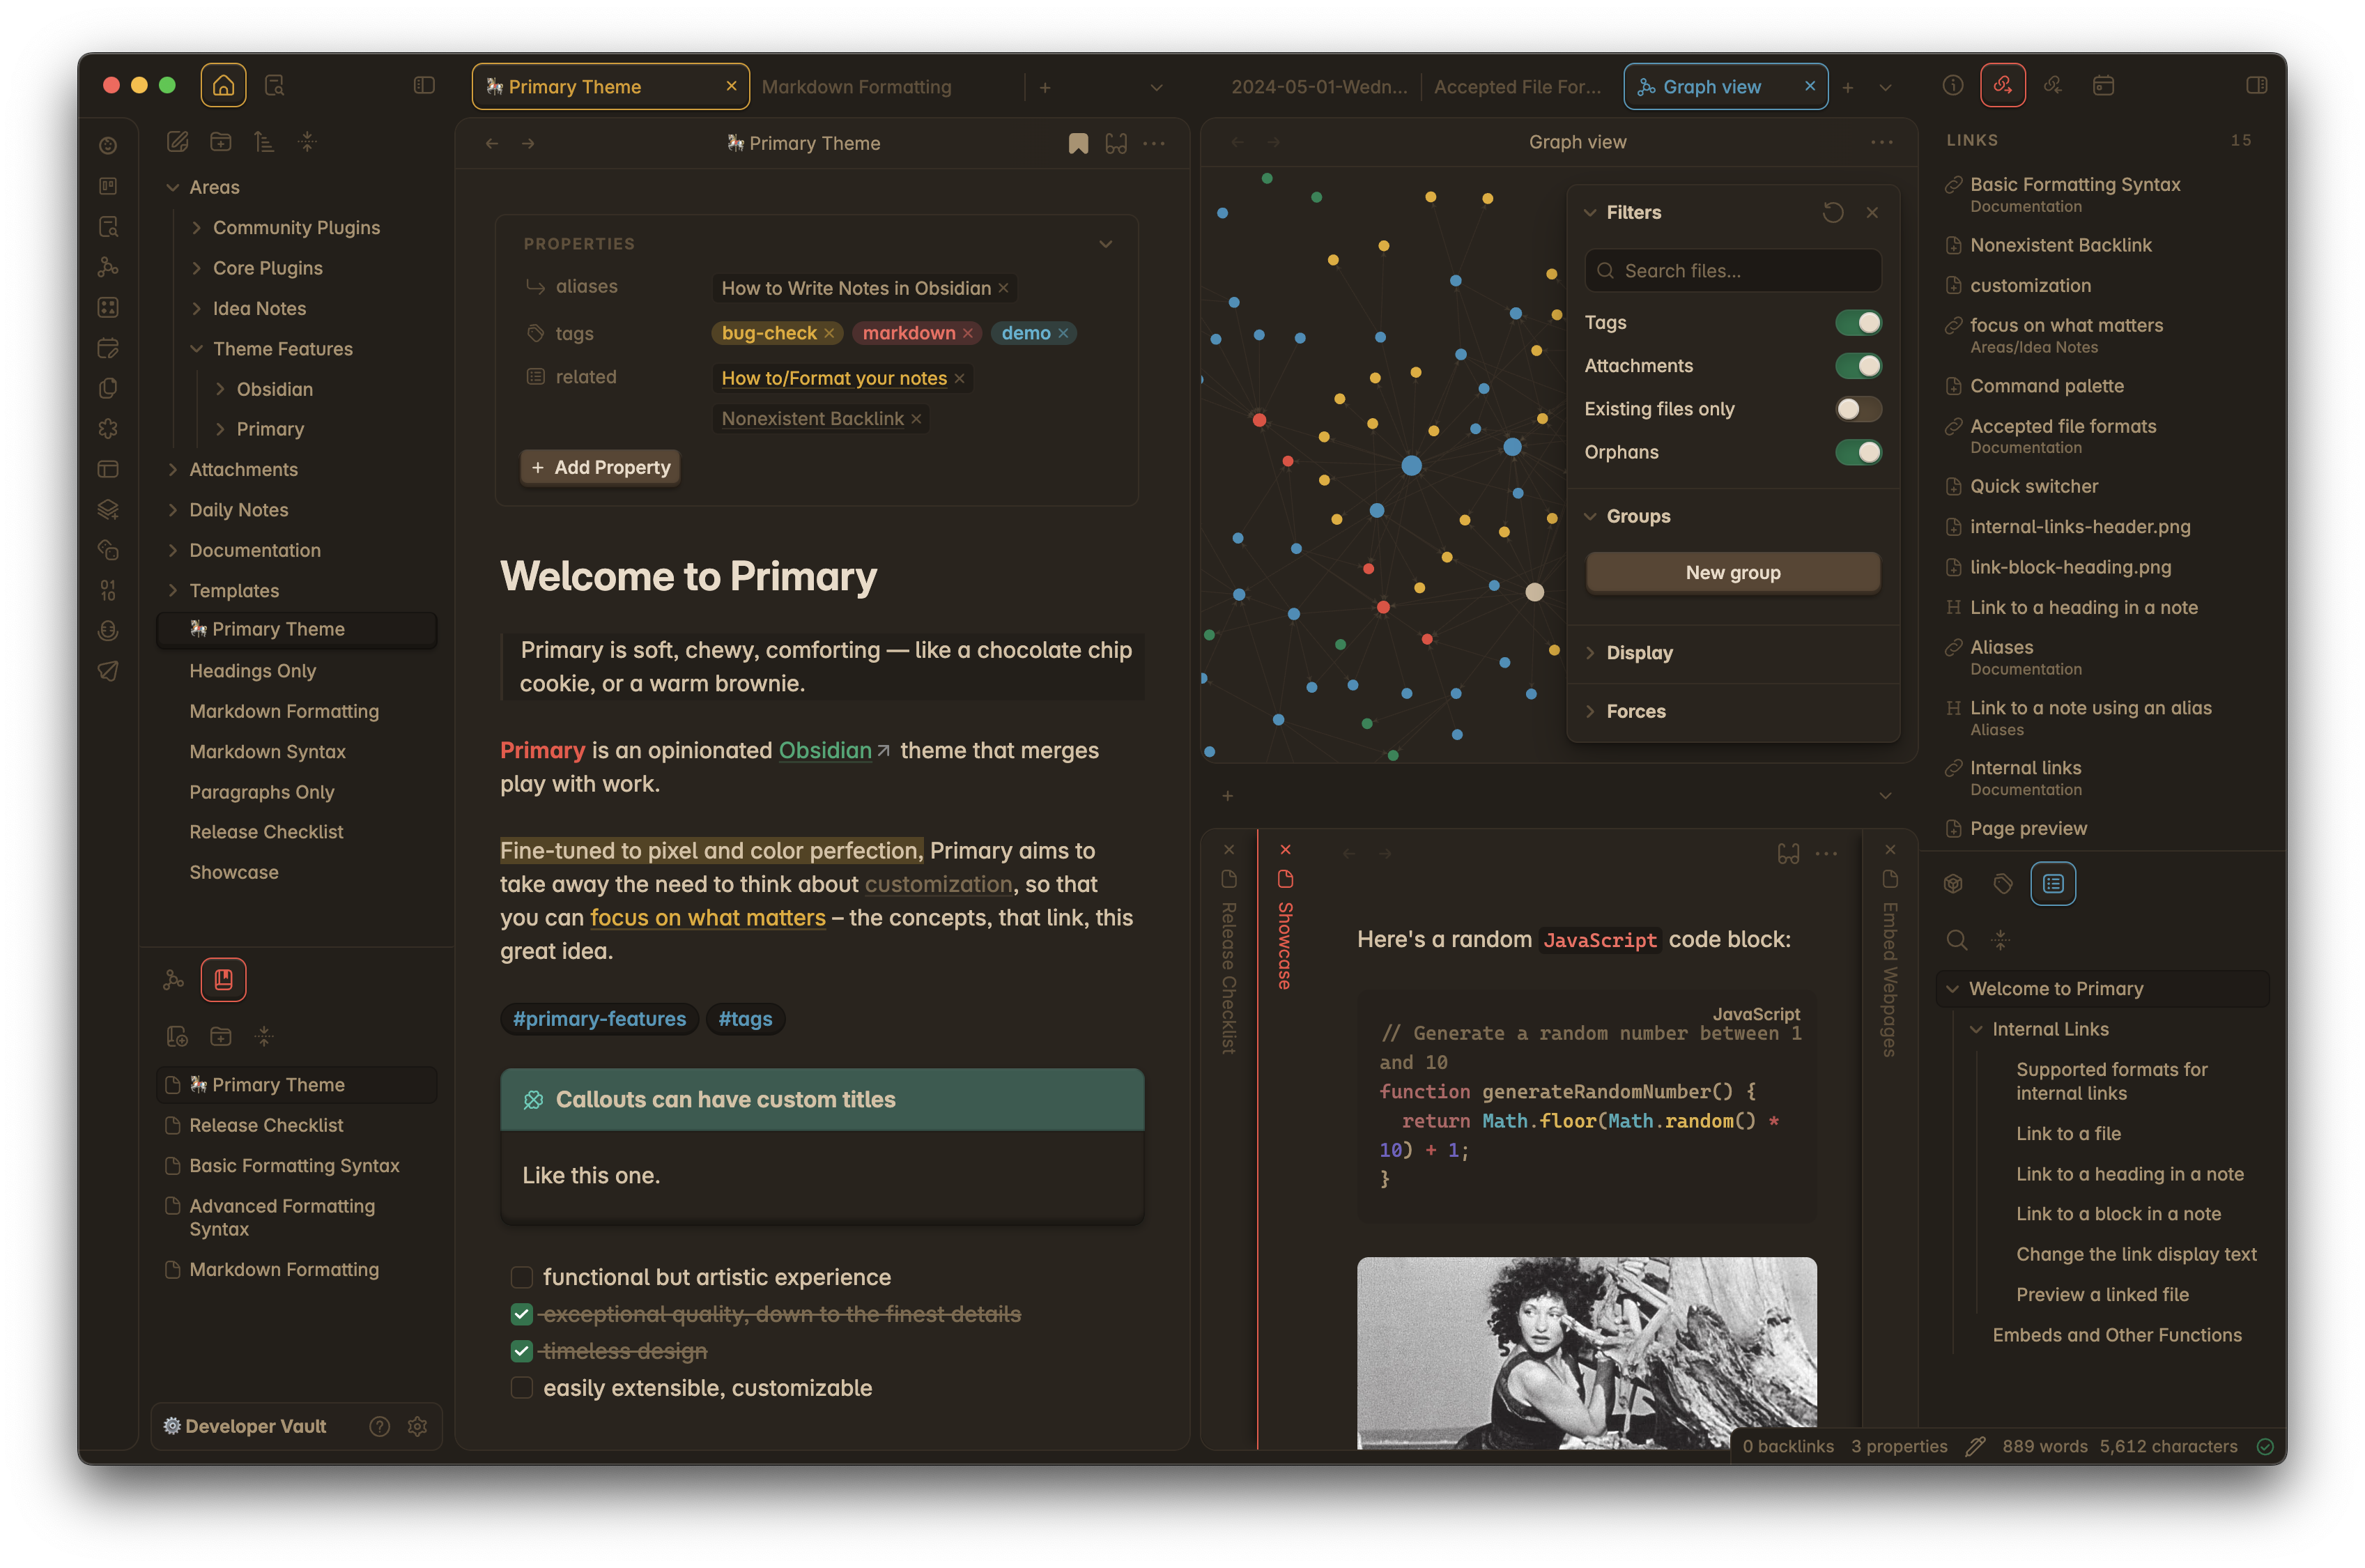 Primary Theme
Markdown Formatting
2024-05-01-Wedn...
Accepted File For...
Graph view
Areas
Community Plugins
Core Plugins
Idea Notes
Theme Features
Obsidian
Primary
Attachments
Daily Notes
Documentation
Templates
Primary Theme
Headings Only
Markdown Formatting
Markdown Syntax
Paragraphs Only
Release Checklist
Showcase
Primary Theme
Release Checklist
Basic Formatting Syntax
Advanced Formatting
Syntax
Markdown Formatting
Developer Vault
Primary Theme
PROPERTIES
aliases
How to Write Notes in Obsidian
tags
bug-check
markdown
demo
related
How to/Format your notes
Nonexistent Backlink
+ Add Property
Welcome to Primary
Primary is soft, chewy, comforting — like a chocolate chip
cookie, or a warm brownie.
Primary is an opinionated Obsidian theme that merges
play with work.
Fine-tuned to pixel and color perfection, Primary aims to
take away the need to think about customization, so that
you can focus on what matters – the concepts, that link, this
great idea.
#primary-features #tags
Callouts can have custom titles
Like this one.
functional but artistic experience
exceptional quality, down to the finest details
timeless design
easily extensible, customizable
Graph view
Filters
Search files...
Tags
Attachments
Existing files only
Orphans
Groups
New group
Display
Forces
Release Checklist
Showcase
Here's a random JavaScript code block:
JavaScript
// Generate a random number between 1
and 10
function generateRandomNumber() {
return Math.floor(Math.random() *
10) + 1;
}
Embed Webpages
LINKS 15
Basic Formatting Syntax
Documentation
Nonexistent Backlink
customization
focus on what matters
Areas/Idea Notes
Command palette
Accepted file formats
Documentation
Quick switcher
internal-links-header.png
link-block-heading.png
H Link to a heading in a note
Aliases
Documentation
H Link to a note using an alias
Aliases
Internal links
Documentation
Page preview
Welcome to Primary
Internal Links
Supported formats for
internal links
Link to a file
Link to a heading in a note
Link to a block in a note
Change the link display text
Preview a linked file
Embeds and Other Functions
0 backlinks 3 properties 889 words 5,612 characters